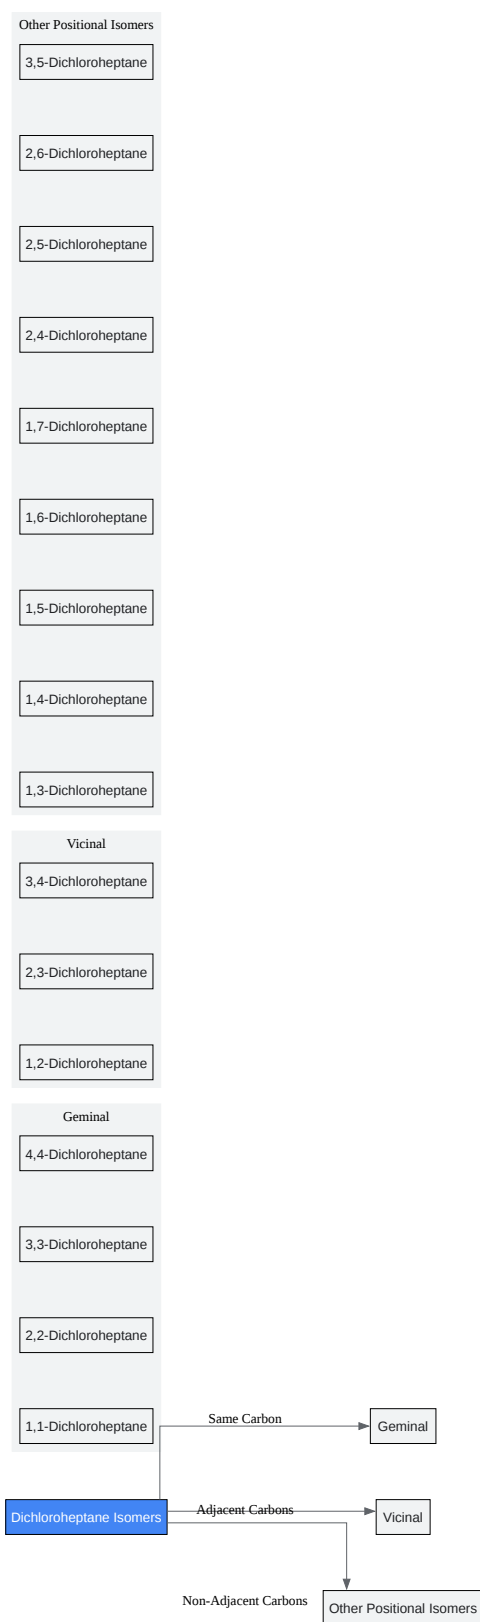 Other Positional Isomers
3,5-Dichloroheptane
2,6-Dichloroheptane
2,5-Dichloroheptane
2,4-Dichloroheptane
1,7-Dichloroheptane
1,6-Dichloroheptane
1,5-Dichloroheptane
1,4-Dichloroheptane
1,3-Dichloroheptane
Vicinal
3,4-Dichloroheptane
2,3-Dichloroheptane
1,2-Dichloroheptane
Geminal
4,4-Dichloroheptane
3,3-Dichloroheptane
2,2-Dichloroheptane
1,1-Dichloroheptane
Same Carbon
Geminal
Dichloroheptane Isomers
Adjacent Carbons
Vicinal
Non-Adjacent Carbons
Other Positional Isomers